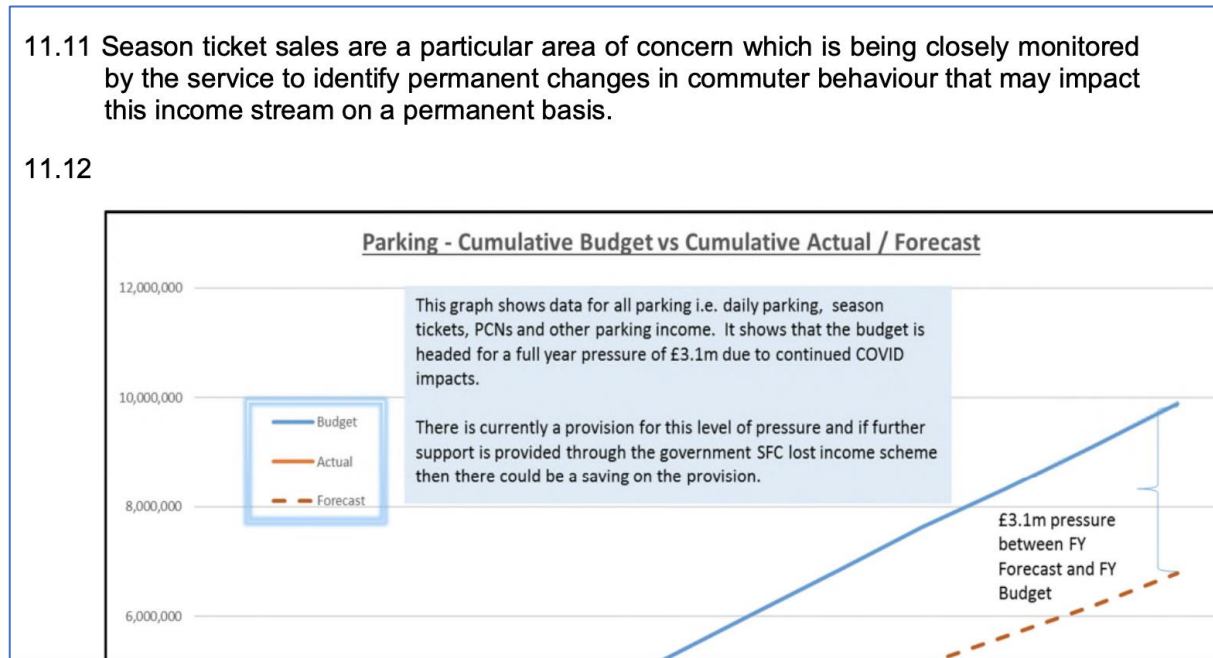 11.11 Season ticket sales are a particular area of concern which is being closely monitored
by the service to identify permanent changes in commuter behaviour that may impact
this income stream on a permanent basis.
11.12
Parking - Cumulative Budget vs Cumulative Actual / Forecast
12,000,000
This graph shows data for all parking i.e. daily parking, season
tickets, PCNs and other parking income. It shows that the budget is
headed for a full year pressure of £3.1m due to continued COVID
impacts.
There is currently a provision for this level of pressure and if further
support is provided through the government SFC lost income scheme
then there could be a saving on the provision.
10,000,000
Budget
Actual
Forecast
8,000,000
£3.1m pressure
between FY
Forecast and FY
Budget
6,000,000